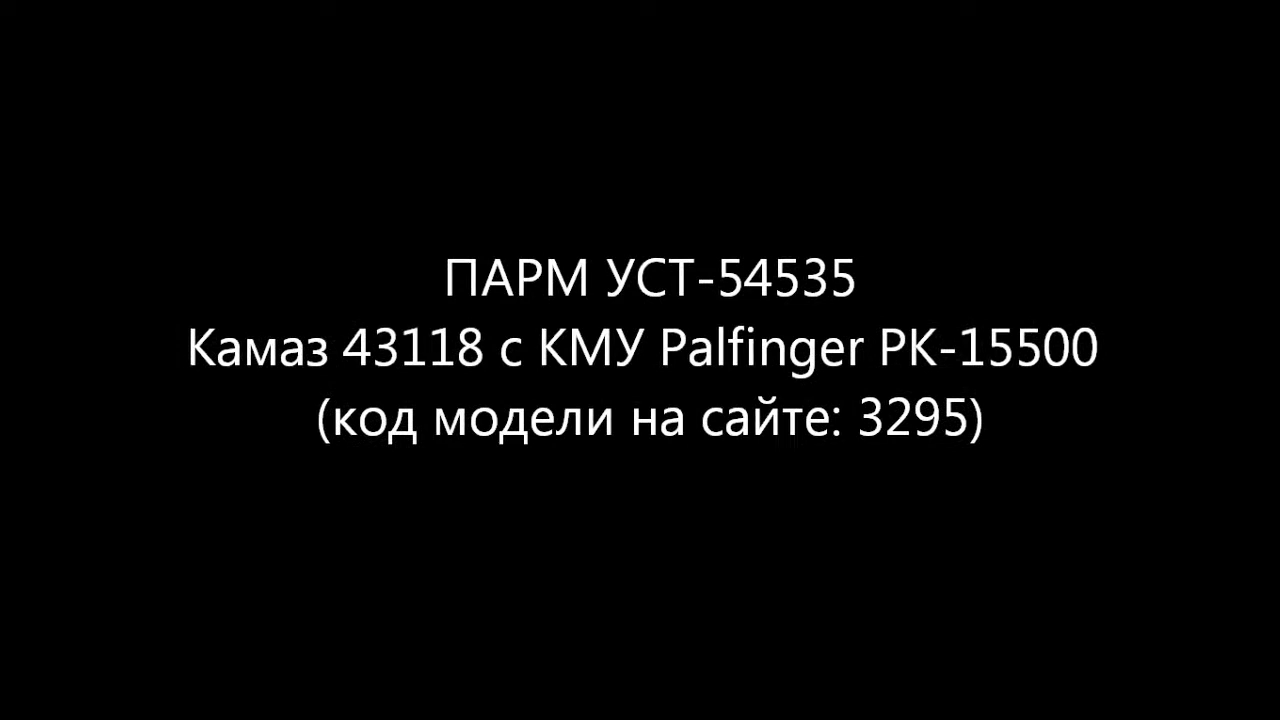 ПАРМ УСТ-54535
Камаз 43118 с КМУ Palfinger PK-15500
(код модели на сайте: 3295)